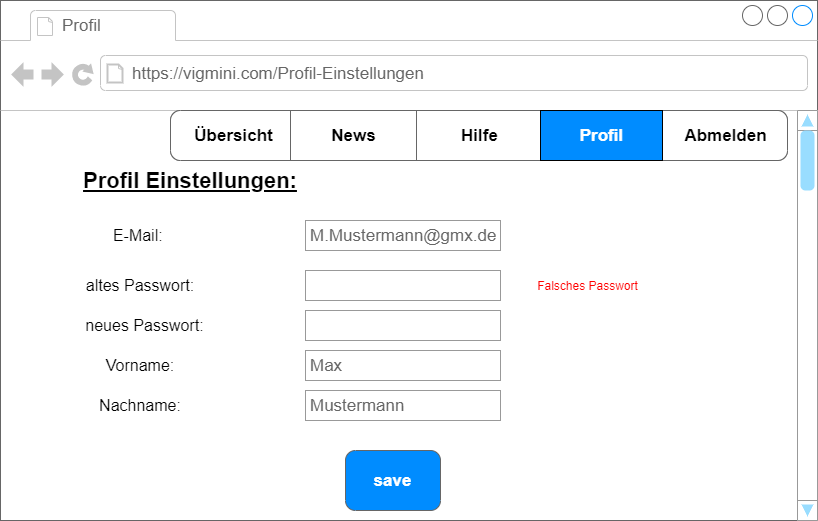 Profil
https://vigmini.com/Profil-Einstellungen
Übersicht News Hilfe Profil Abmelden
Profil Einstellungen:
E-Mail: M.Mustermann@gmx.de
altes Passwort: Falsches Passwort
neues Passwort:
Vorname: Max
Nachname: Mustermann
save